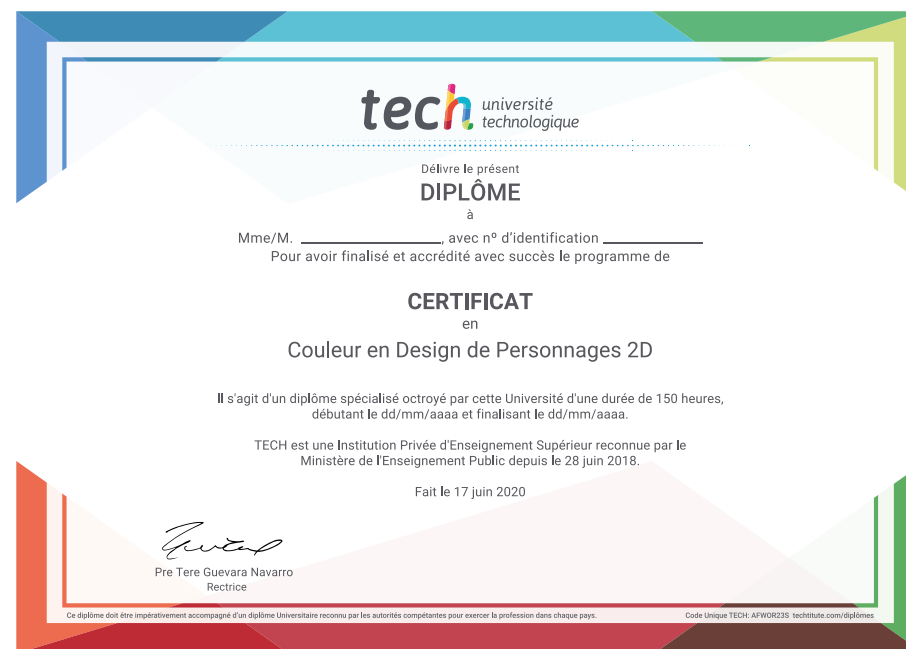 tech université
technologique
Délivre le présent
DIPLÔME
à
Mme/M. ____________________, avec nº d'identification ______________
Pour avoir finalisé et accrédité avec succès le programme de
CERTIFICAT
en
Couleur en Design de Personnages 2D
Il s'agit d'un diplôme spécialisé octroyé par cette Université d'une durée de 150 heures,
débutant le dd/mm/aaaa et finalisant le dd/mm/aaaa.
TECH est une Institution Privée d'Enseignement Supérieur reconnue par le
Ministère de l'Enseignement Public depuis le 28 juin 2018.
Fait le 17 juin 2020
Pre Tere Guevara Navarro
Rectrice
Ce diplôme doit être impérativement accompagné d'un diplôme Universitaire reconnu par les autorités compétantes pour exercer la profession dans chaque pays.
Code Unique TECH: AFWOR23S techtitute.com/diplômes